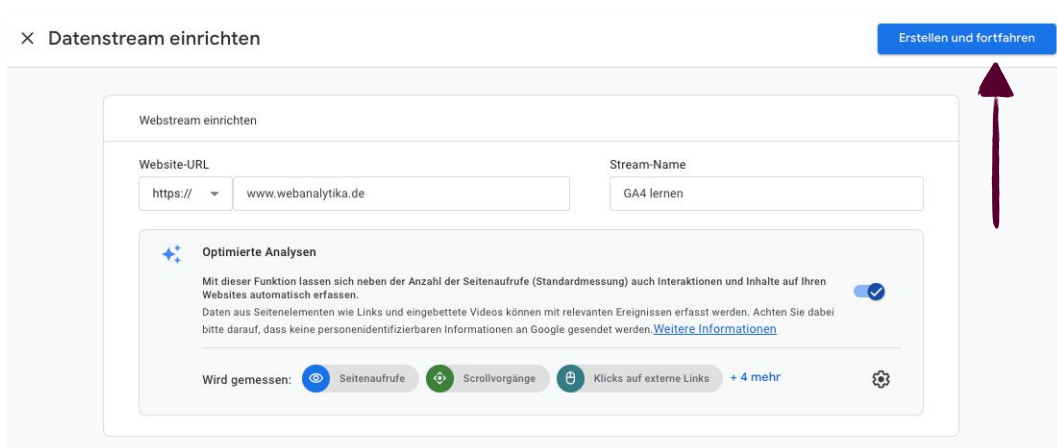 Datenstream einrichten
Erstellen und fortfahren
Webstream einrichten
Website-URL
Stream-Name
https://
www.webanalytika.de
GA4 lernen
Optimierte Analysen
Mit dieser Funktion lassen sich neben der Anzahl der Seitenaufrufe (Standardmessung) auch Interaktionen und Inhalte auf Ihren
Websites automatisch erfassen.
Daten aus Seitenelementen wie Links und eingebettete Videos können mit relevanten Ereignissen erfasst werden. Achten Sie dabei
bitte darauf, dass keine personenidentifizierbaren Informationen an Google gesendet werden.Weitere Informationen
Wird gemessen: Seitenaufrufe Scrollvorgänge Klicks auf externe Links + 4 mehr